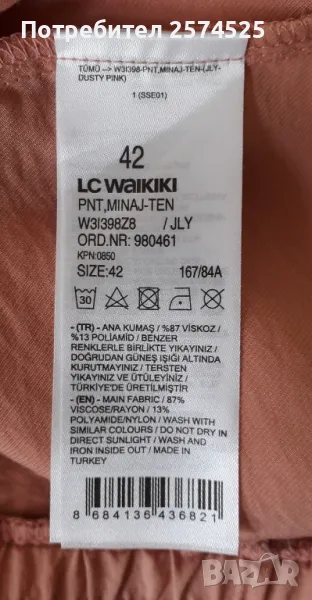 Потребител 2574525
TÜMÜ --> W3I398-PNT,MINAJ-TEN-(JLY-
DUSTY PINK)
1 (SSE01)
42
LC WAIKIKI
PNT,MINAJ-TEN
W3I398Z8 / JLY
ORD.NR: 980461
KPN:0850
SIZE:42 167/84A
30
-(TR)- ANA KUMAŞ / %87 VİSKOZ /
%13 POLİAMİD / BENZER
RENKLERLE BİRLİKTE YIKAYINIZ /
DOĞRUDAN GÜNEŞ IŞIĞI ALTINDA
KURUTMAYINIZ / TERSTEN
YIKAYINIZ VE ÜTÜLEYİNİZ /
TÜRKİYE'DE ÜRETİLMİŞTİR
-(EN)- MAIN FABRIC / 87%
VISCOSE/RAYON / 13%
POLYAMIDE/NYLON / WASH WITH
SIMILAR COLOURS / DO NOT DRY IN
DIRECT SUNLIGHT / WASH AND
IRON INSIDE OUT / MADE IN
TURKEY
8 684136 436821
BAZAR